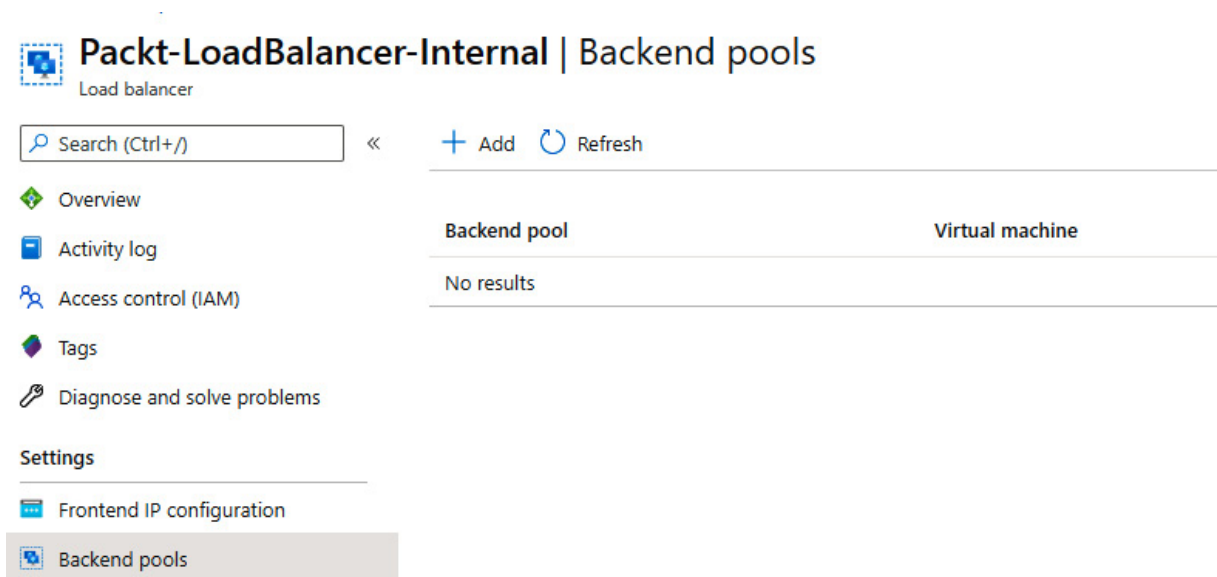 Packt-LoadBalancer-Internal | Backend pools
Load balancer
Search (Ctrl+/)
«
Add
Refresh
Overview
Activity log
Access control (IAM)
Tags
Diagnose and solve problems
Settings
Frontend IP configuration
Backend pools
Backend pool Virtual machine
No results